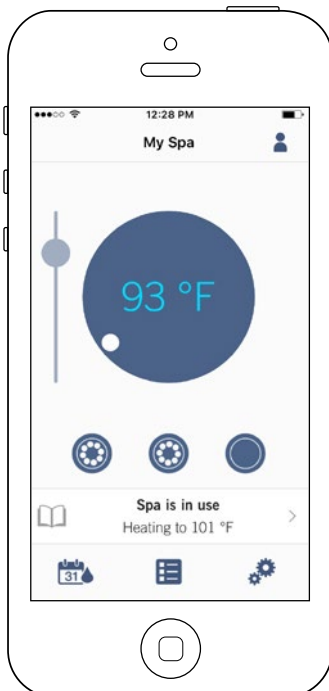 12:28 PM
My Spa
93 °F
Spa is in use
Heating to 101 °F
31